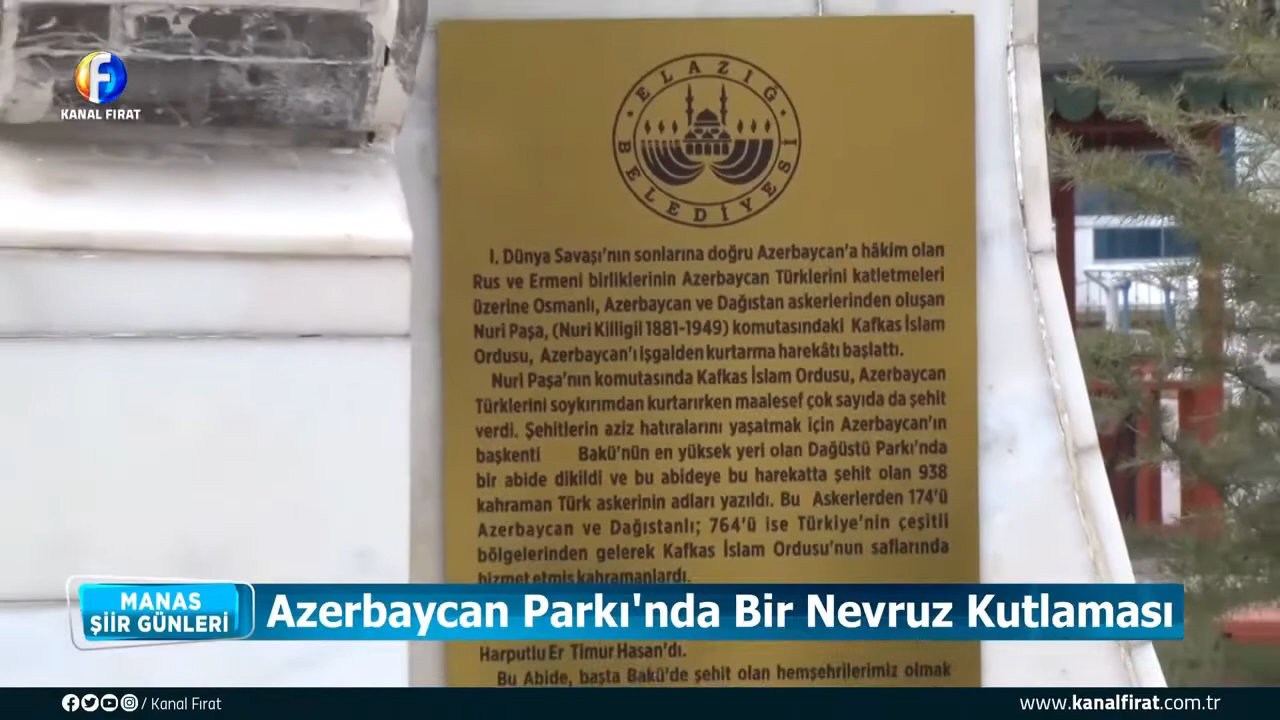 KANAL FIRAT
ELAZIĞ BELEDİYESİ
I. Dünya Savaşı'nın sonlarına doğru Azerbaycan'a hâkim olan
Rus ve Ermeni birliklerinin Azerbaycan Türklerini katletmeleri
üzerine Osmanlı, Azerbaycan ve Dağıstan askerlerinden oluşan
Nuri Paşa, (Nuri Killigil 1881-1949) komutasındaki Kafkas İslam
Ordusu, Azerbaycan'ı işgalden kurtarma harekâtı başlattı.
Nuri Paşa'nın komutasında Kafkas İslam Ordusu, Azerbaycan
Türklerini soykırımdan kurtarırken maalesef çok sayıda da şehit
verdi. Şehitlerin aziz hatıralarını yaşatmak için Azerbaycan'ın
başkenti Bakü'nün en yüksek yeri olan Dağüstü Parkı'nda
bir abide dikildi ve bu abideye bu harekatta şehit olan 938
kahraman Türk askerinin adları yazıldı. Bu Askerlerden 174'ü
Azerbaycan ve Dağıstanlı; 764'ü ise Türkiye'nin çeşitli
bölgelerinden gelerek Kafkas İslam Ordusu'nun saflarında
hizmet etmiş kahramanlardı.
MANAS
ŞİİR GÜNLERİ
Azerbaycan Parkı'nda Bir Nevruz Kutlaması
Harputlu Er Timur Hasan'dı.
Bu Abide, başta Bakü'de şehit olan hemşehrilerimiz olmak
/ Kanal Fırat
www.kanalfirat.com.tr